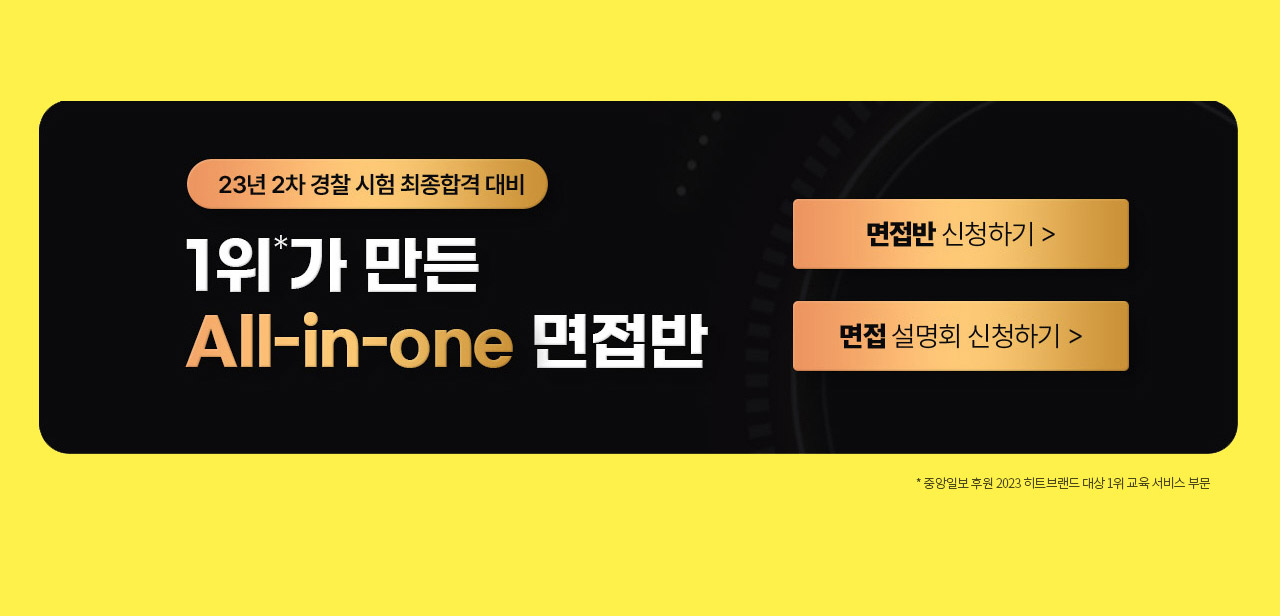 23년 2차 경찰 시험 최종합격 대비
1위*가 만든
All-in-one 면접반
면접반 신청하기 >
면접 설명회 신청하기 >
* 중앙일보 후원 2023 히트브랜드 대상 1위 교육 서비스 부문